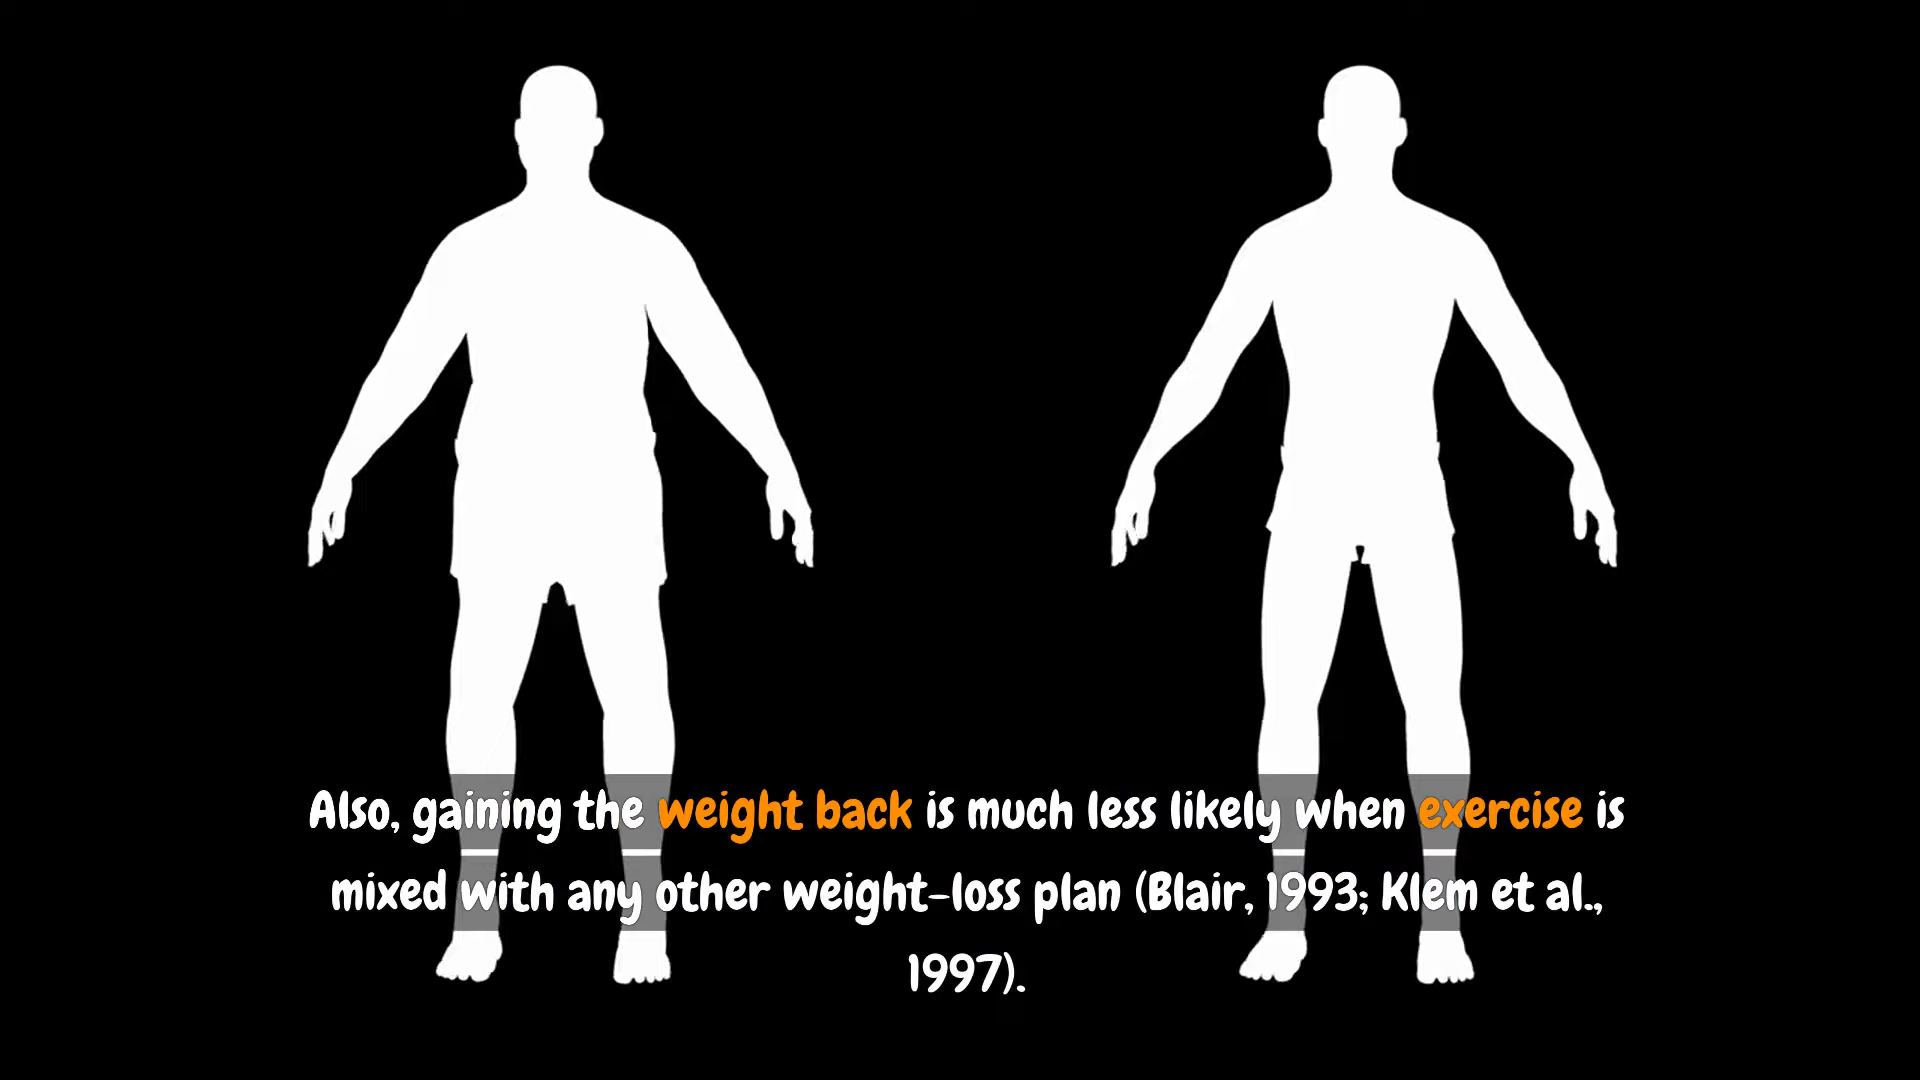 Also, gaining the weight back is much less likely when exercise is
mixed with any other weight-loss plan (Blair, 1993; Klem et al.,
1997).